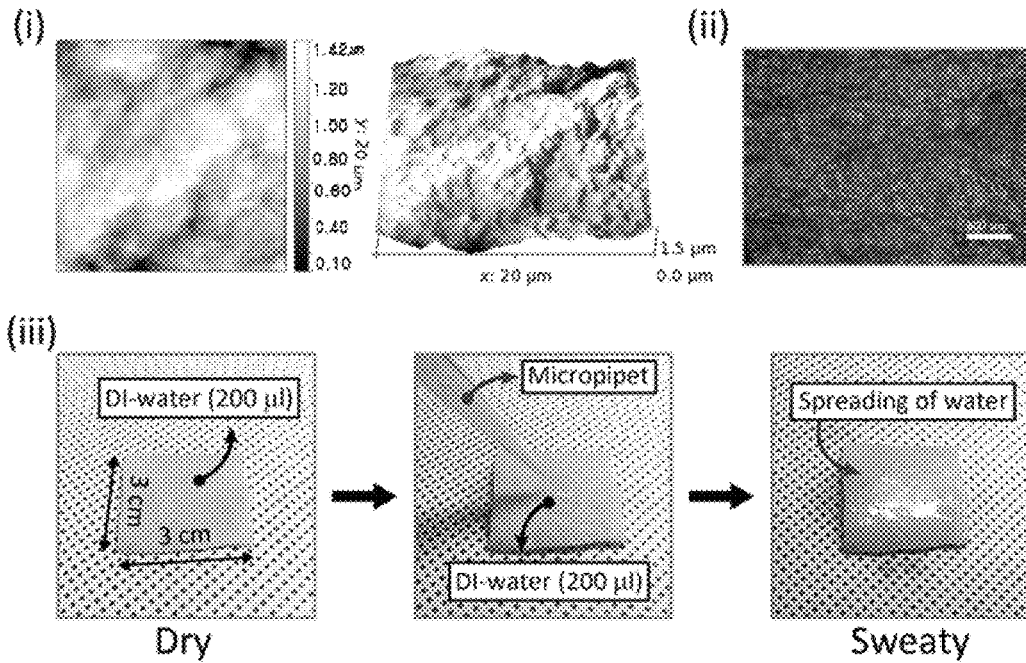 (i)
1.42μm
1.20
1.00
0.80
0.60
0.40
0.10
y: 20 μm
x: 20 μm
1.5 μm
0.0 μm
(ii)
(iii)
DI-water (200 μl)
3 cm
3 cm
Dry
Micropipet
DI-water (200 μl)
Spreading of water
Sweaty